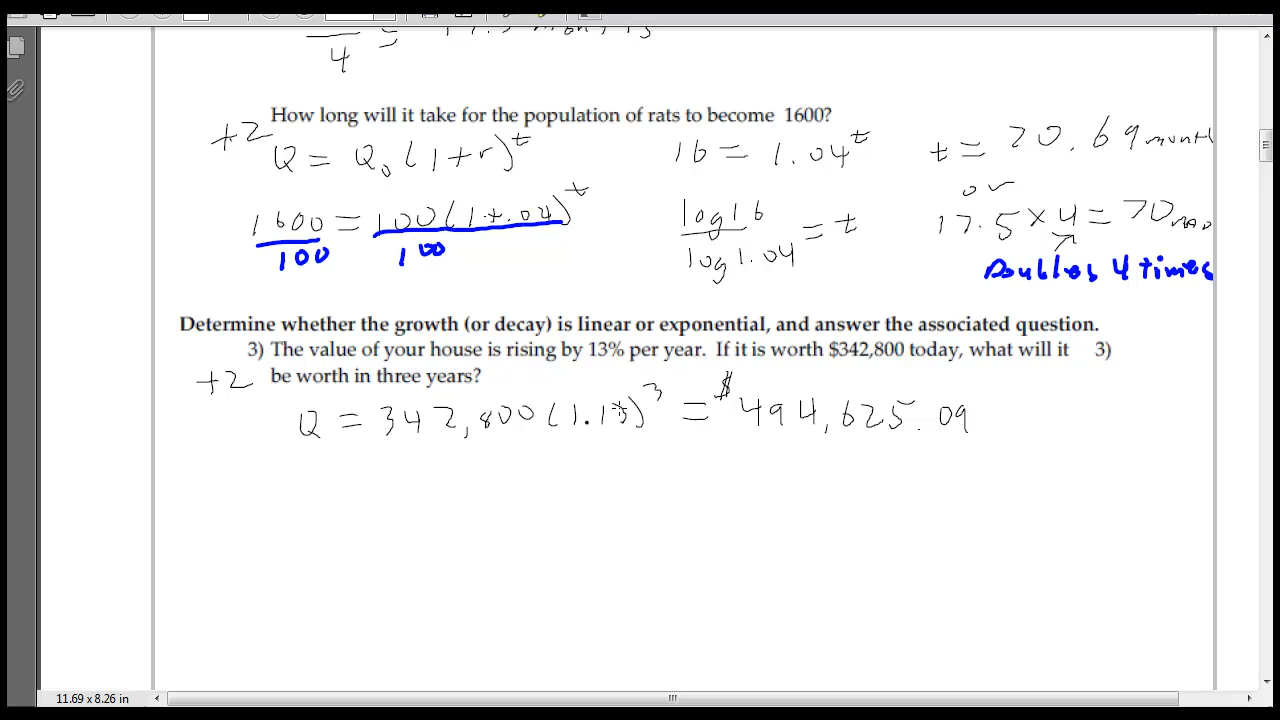 4
How long will it take for the population of rats to become 1600?
+2
Q = Q₀(1+r)^t
16 = 1.04^t
t = 70.69 month
or
1600 = 100(1+.04)^t
100 100
log16 / log1.04 = t
17.5 × 4 = 70
Doubles 4 times
Determine whether the growth (or decay) is linear or exponential, and answer the associated question.
3) The value of your house is rising by 13% per year. If it is worth $342,800 today, what will it 3)
+2 be worth in three years?
Q = 342,800(1.13)^3 = $494,625.09
11.69 x 8.26 in